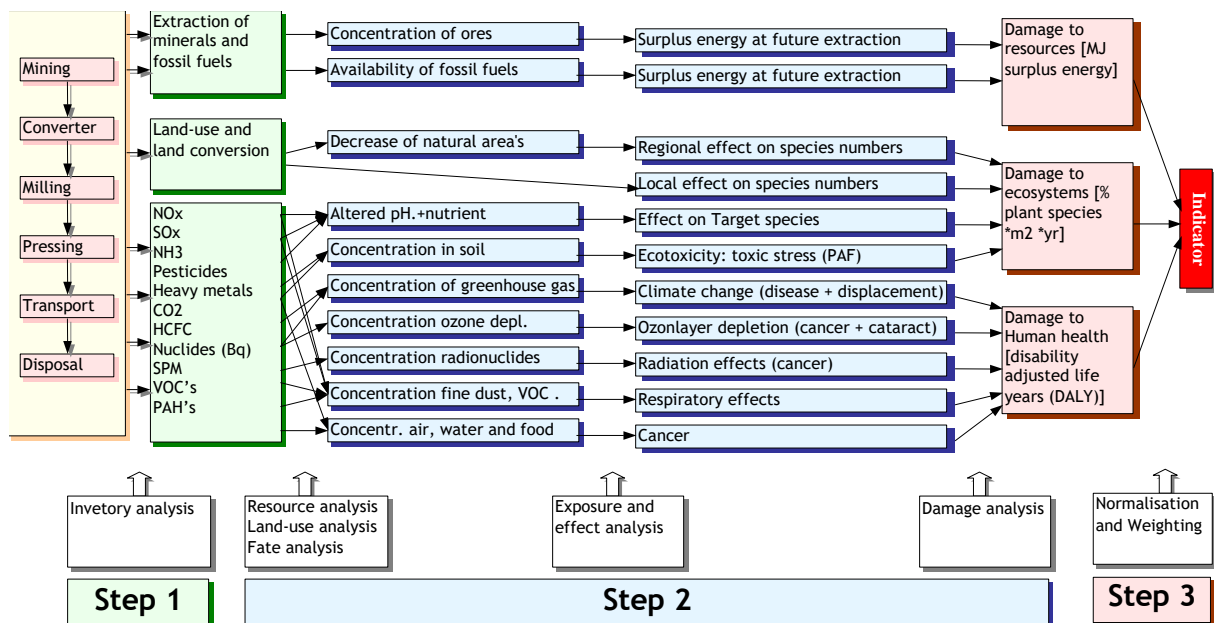 Mining
Converter
Milling
Pressing
Transport
Disposal
Extraction of
minerals and
fossil fuels
Land-use and
land conversion
NOx
SOx
NH3
Pesticides
Heavy metals
CO2
HCFC
Nuclides (Bq)
SPM
VOC's
PAH's
Concentration of ores
Availability of fossil fuels
Decrease of natural area's
Altered pH.+nutrient
Concentration in soil
Concentration of greenhouse gas
Concentration ozone depl.
Concentration radionuclides
Concentration fine dust, VOC .
Concentr. air, water and food
Surplus energy at future extraction
Surplus energy at future extraction
Regional effect on species numbers
Local effect on species numbers
Effect on Target species
Ecotoxicity: toxic stress (PAF)
Climate change (disease + displacement)
Ozonlayer depletion (cancer + cataract)
Radiation effects (cancer)
Respiratory effects
Cancer
Damage to
resources [MJ
surplus energy]
Damage to
ecosystems [%
plant species
*m2 *yr]
Damage to
Human health
[disability
adjusted life
years (DALY)]
Indicator
Invetory analysis
Resource analysis
Land-use analysis
Fate analysis
Exposure and
effect analysis
Damage analysis
Normalisation
and Weighting
Step 1
Step 2
Step 3